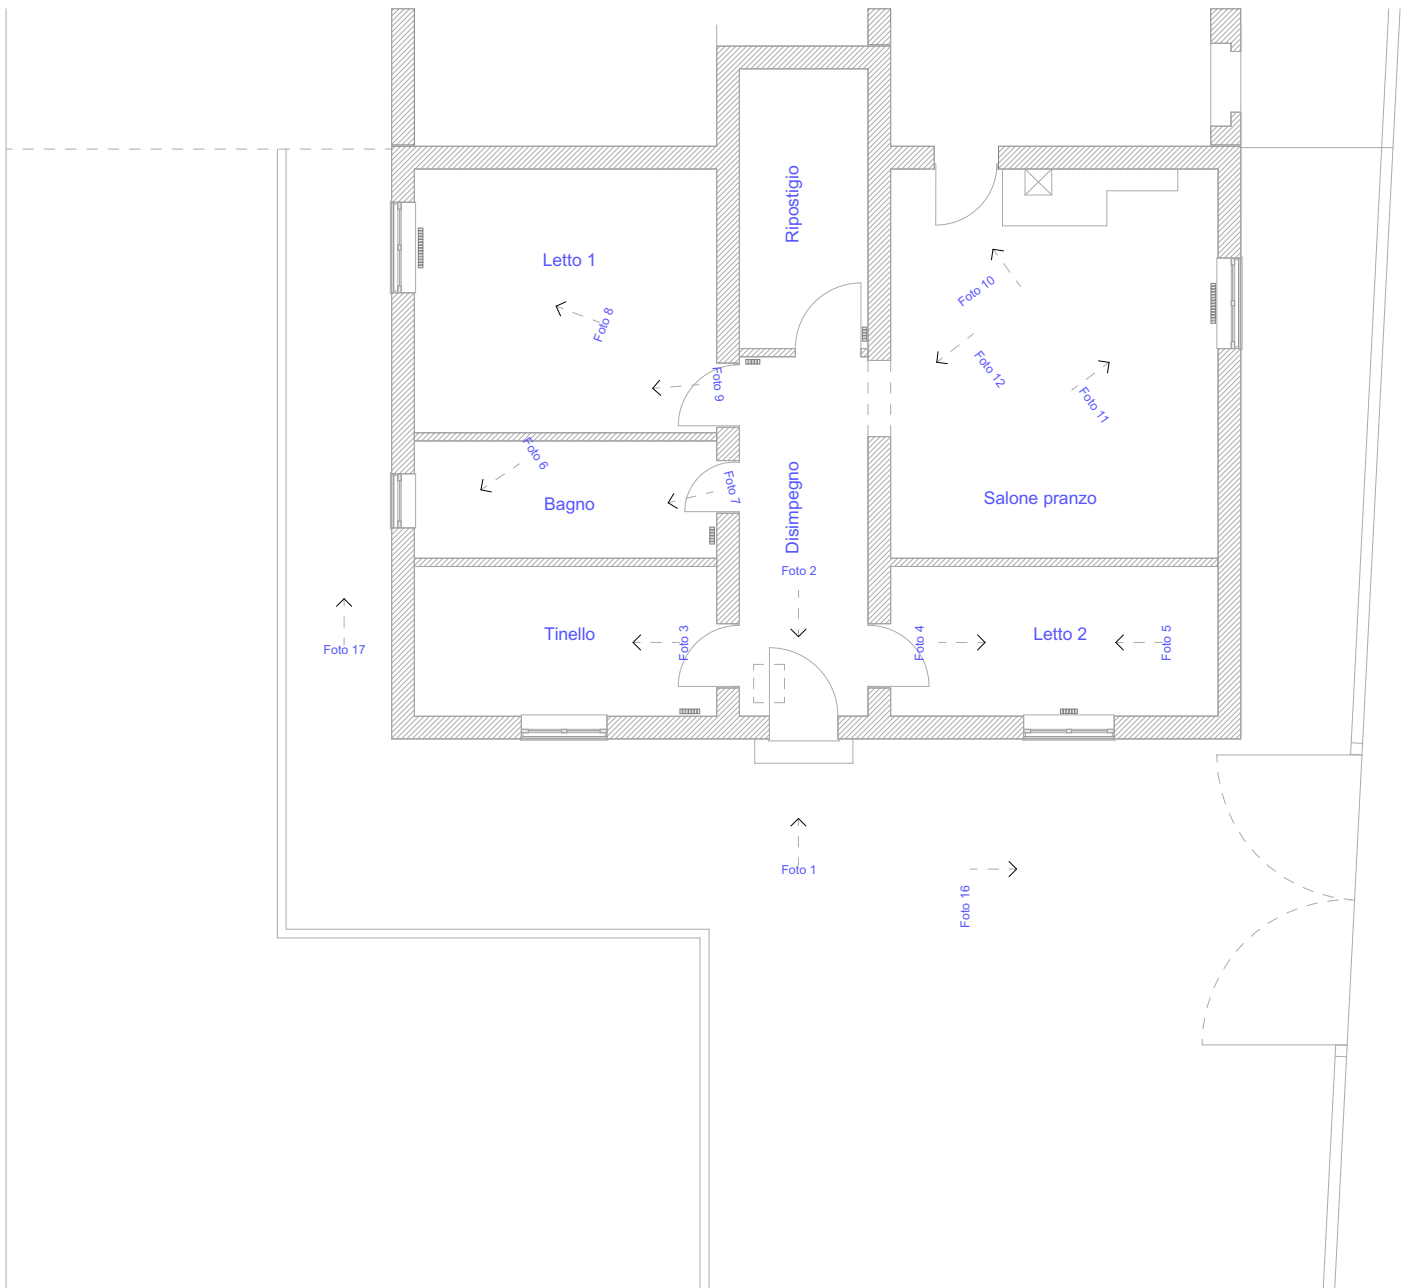 Ripostigio
Letto 1
Foto 10
Foto 8
Foto 12
Foto 9
Foto 11
Foto 6
Foto 7
Bagno
Disimpegno
Salone pranzo
Foto 2
Tinello
Foto 3
Foto 4
Letto 2
Foto 5
Foto 17
Foto 1
Foto 16